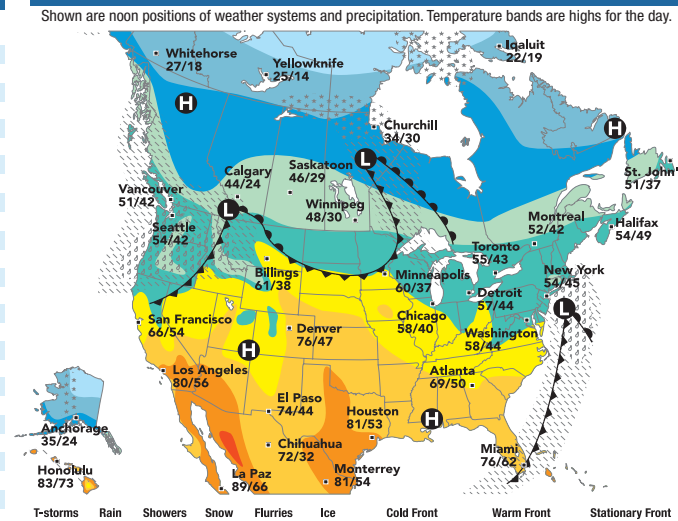 Shown are noon positions of weather systems and precipitation. Temperature bands are highs for the day.
Whitehorse
27/18
Yellowknife
25/14
Iqaluit
22/19
H
H
Churchill
34/30
L
Saskatoon
46/29
Calgary
44/24
St. John'
51/37
Vancouver
51/42
L
Winnipeg
48/30
Montreal
52/42
Halifax
54/49
Seattle
54/42
Toronto
55/43
Billings
61/38
Minneapolis
60/37
New York
54/45
Detroit
57/44
L
San Francisco
66/54
Denver
76/47
Chicago
58/40
Washington
58/44
H
Los Angeles
80/56
Atlanta
69/50
El Paso
74/44
Houston
81/53
H
Anchorage
35/24
Chihuahua
72/32
Miami
76/62
Honolulu
83/73
La Paz
89/66
Monterrey
81/54
T-storms Rain Showers Snow Flurries Ice Cold Front Warm Front Stationary Front